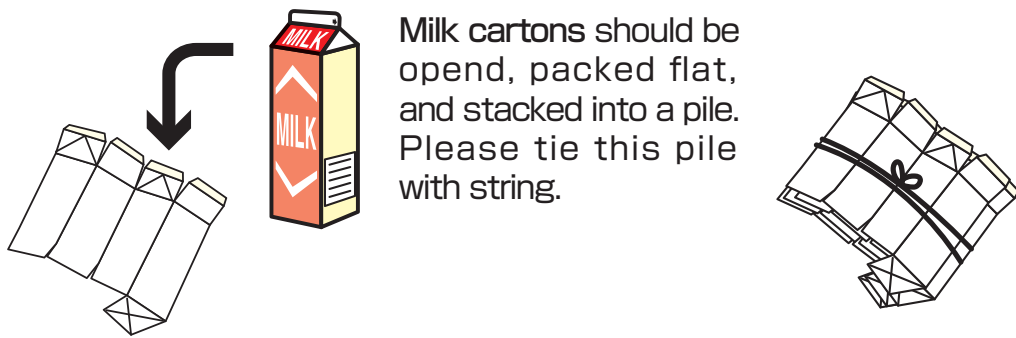 MILK
MILK
Milk cartons should be
opend, packed flat,
and stacked into a pile.
Please tie this pile
with string.